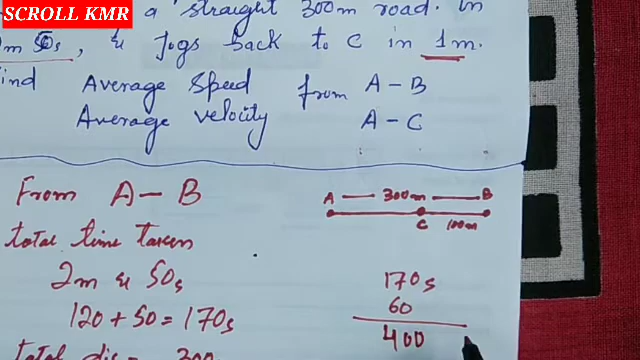 SCROLL KMR
a straight 300m road. In
m 50s, & Jogs back to C in 1m.
ind Average Speed from A - B
Average velocity A - C
From A - B
A 300m B
C 100m
total time taken
2m & 50s
170s
60
120 + 50 = 170s
400
total dis = 300